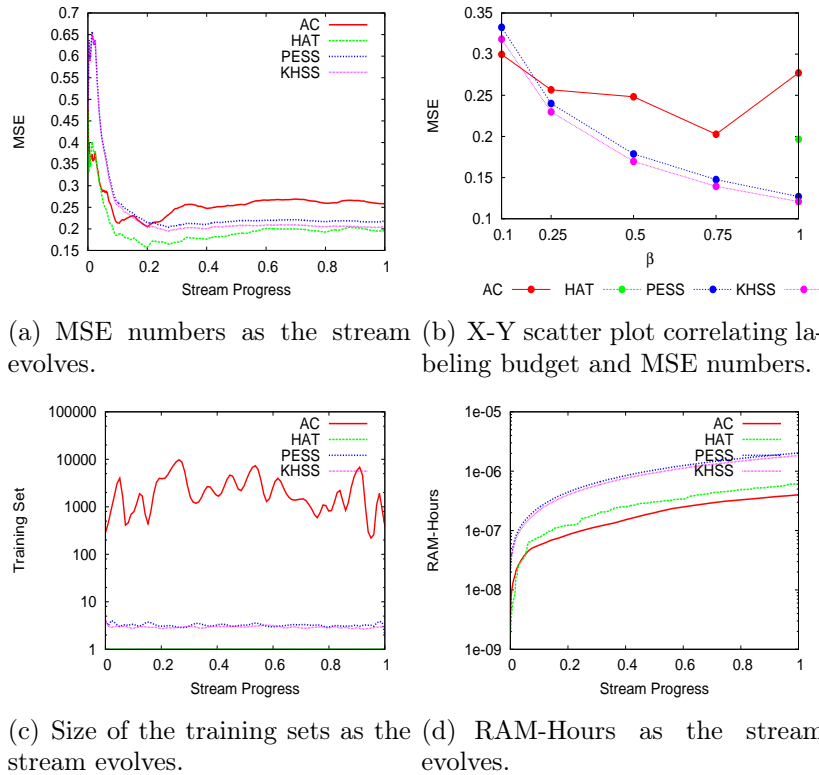 0.7
0.65
0.6
0.55
0.5
0.45
0.4
0.35
0.3
0.25
0.2
0.15
MSE
0 0.2 0.4 0.6 0.8 1
Stream Progress
AC
HAT
PESS
KHSS
0.35
0.3
0.25
0.2
0.15
0.1
MSE
0.1 0.25 0.5 0.75 1
β
AC HAT PESS KHSS
(a) MSE numbers as the stream
evolves.
(b) X-Y scatter plot correlating la-
beling budget and MSE numbers.
100000
10000
1000
100
10
1
Training Set
0 0.2 0.4 0.6 0.8 1
Stream Progress
AC
HAT
PESS
KHSS
1e-05
1e-06
1e-07
1e-08
1e-09
RAM-Hours
0 0.2 0.4 0.6 0.8 1
Stream Progress
AC
HAT
PESS
KHSS
(c) Size of the training sets as the
stream evolves.
(d) RAM-Hours as the stream
evolves.